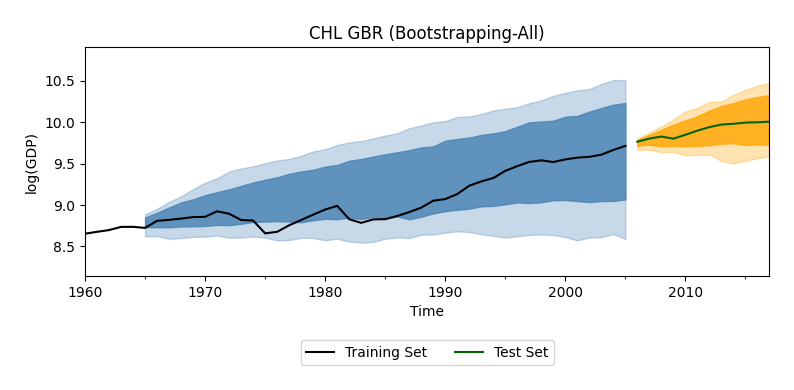 CHL GBR (Bootstrapping-All)
10.5
10.0
9.5
9.0
8.5
log(GDP)
1960 1970 1980 1990 2000 2010
Time
Training Set Test Set